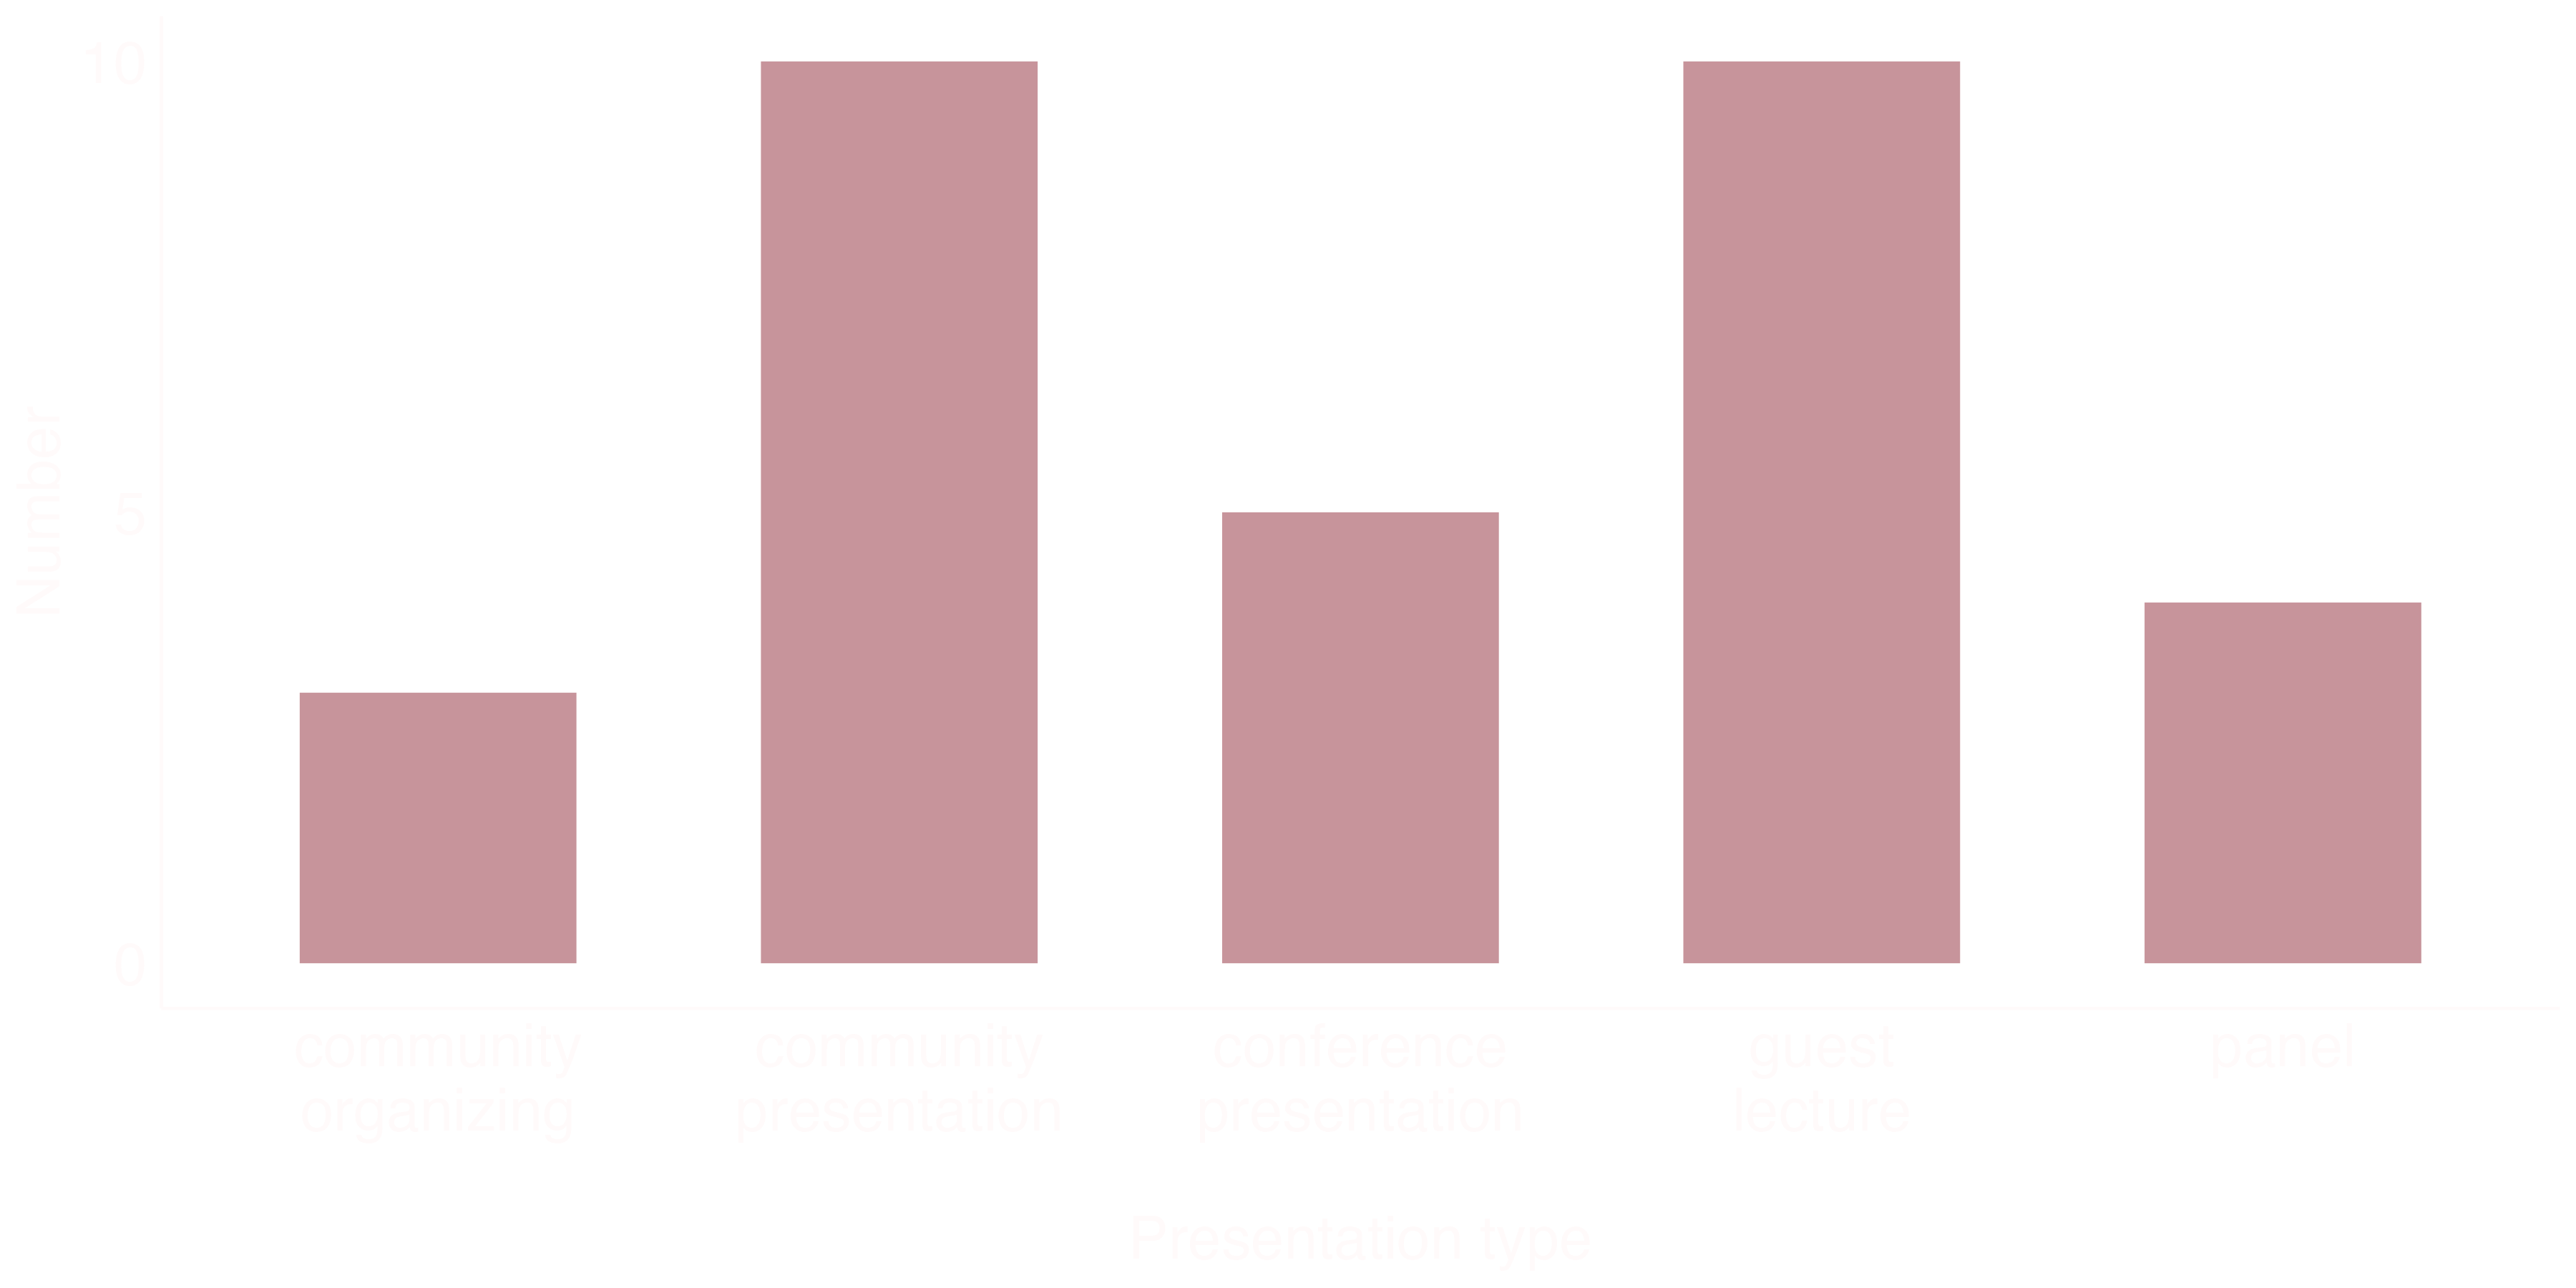 10
5
0
Number
community
organizing
community
presentation
conference
presentation
guest
lecture
panel
Presentation type